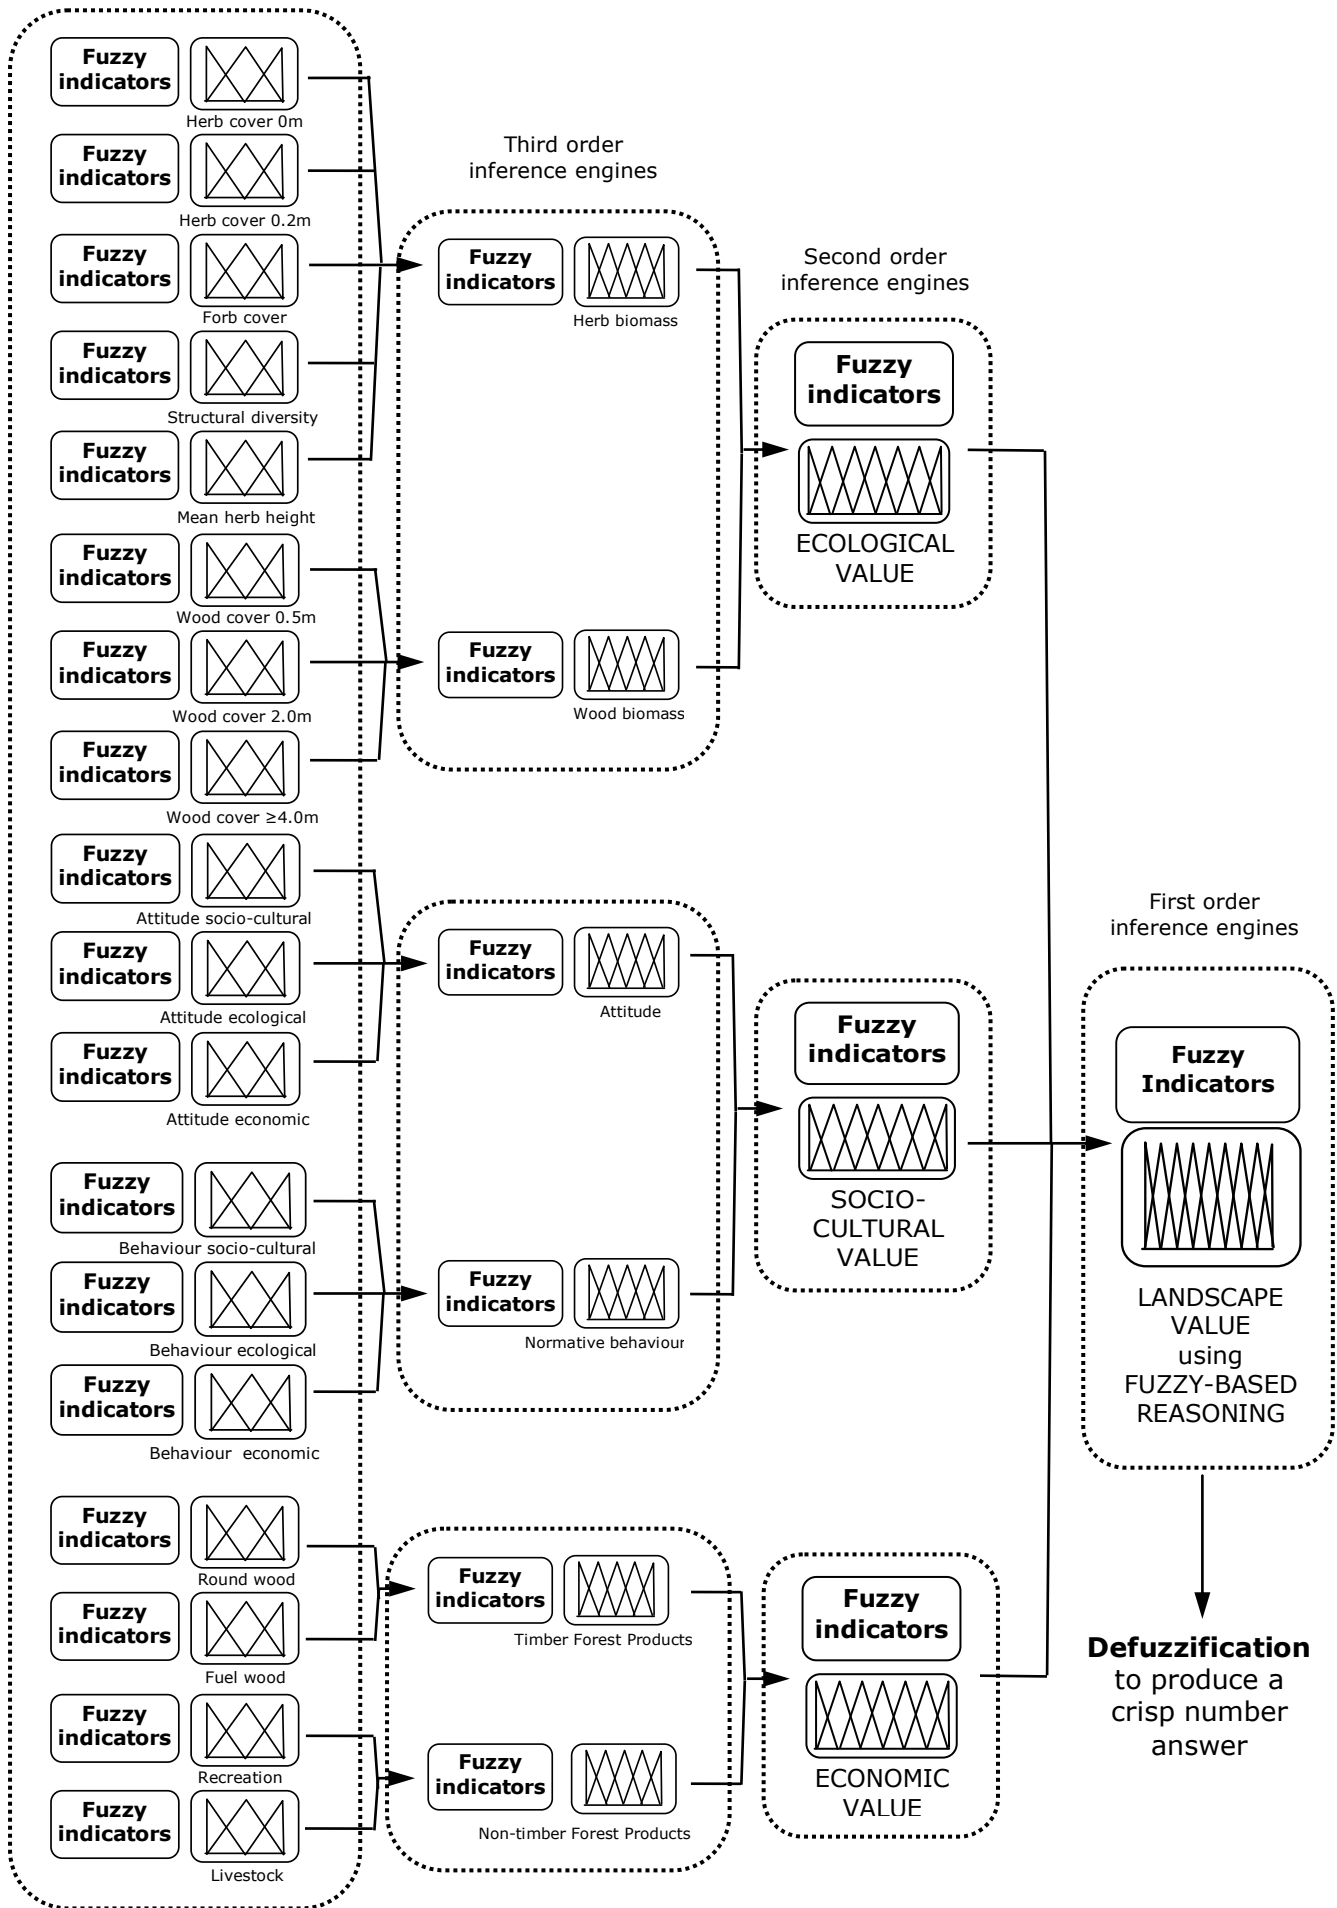 Fuzzy
indicators
Herb cover 0m
Fuzzy
indicators
Herb cover 0.2m
Fuzzy
indicators
Forb cover
Fuzzy
indicators
Structural diversity
Fuzzy
indicators
Mean herb height
Fuzzy
indicators
Wood cover 0.5m
Fuzzy
indicators
Wood cover 2.0m
Fuzzy
indicators
Wood cover ≥4.0m
Fuzzy
indicators
Attitude socio-cultural
Fuzzy
indicators
Attitude ecological
Fuzzy
indicators
Attitude economic
Fuzzy
indicators
Behaviour socio-cultural
Fuzzy
indicators
Behaviour ecological
Fuzzy
indicators
Behaviour economic
Fuzzy
indicators
Round wood
Fuzzy
indicators
Fuel wood
Fuzzy
indicators
Recreation
Fuzzy
indicators
Livestock
Third order
inference engines
Fuzzy
indicators
Herb biomass
Fuzzy
indicators
Wood biomass
Fuzzy
indicators
Attitude
Fuzzy
indicators
Normative behaviour
Fuzzy
indicators
Timber Forest Products
Fuzzy
indicators
Non-timber Forest Products
Second order
inference engines
Fuzzy
indicators
ECOLOGICAL
VALUE
Fuzzy
indicators
SOCIO-
CULTURAL
VALUE
Fuzzy
indicators
ECONOMIC
VALUE
First order
inference engines
Fuzzy
Indicators
LANDSCAPE
VALUE
using
FUZZY-BASED
REASONING
Defuzzification
to produce a
crisp number
answer